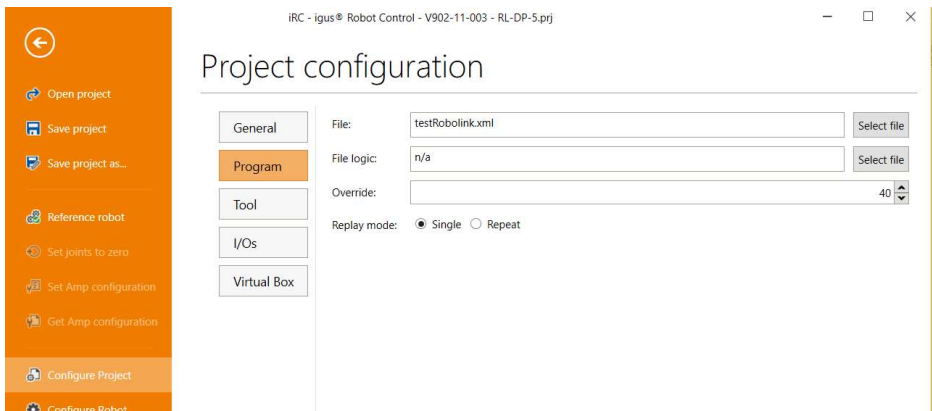 iRC - igus® Robot Control - V902-11-003 - RL-DP-5.prj
Project configuration
Open project
Save project
Save project as...
Reference robot
Set joints to zero
Set Amp configuration
Get Amp configuration
Configure Project
Configure Robot
General
Program
Tool
I/Os
Virtual Box
File: testRobolink.xml Select file
File logic: n/a Select file
Override: 40
Replay mode: Single Repeat